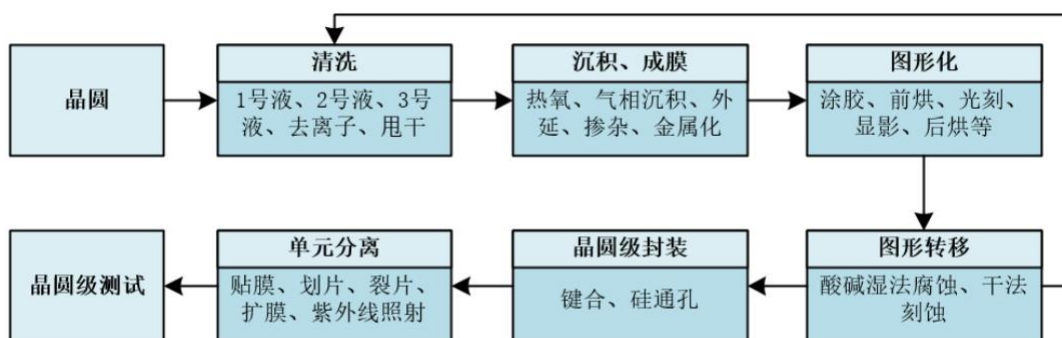 晶圆
清洗
1号液、2号液、3号
液、去离子、甩干
沉积、成膜
热氧、气相沉积、外
延、掺杂、金属化
图形化
涂胶、前烘、光刻、
显影、后烘等
晶圆级测试
单元分离
贴膜、划片、裂片、
扩膜、紫外线照射
晶圆级封装
键合、硅通孔
图形转移
酸碱湿法腐蚀、干法
刻蚀